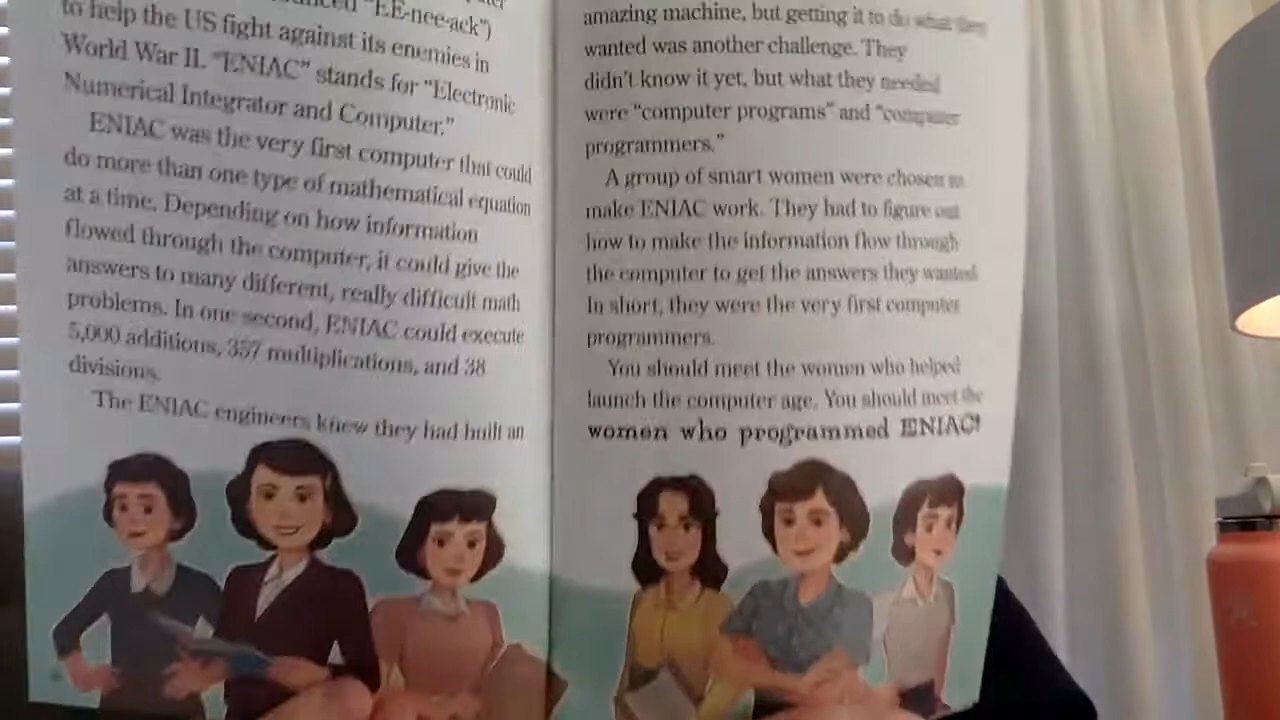 "EE-nee-ack")
to help the US fight against its enemies in
World War II. "ENIAC" stands for "Electronic
Numerical Integrator and Computer."
ENIAC was the very first computer that could
do more than one type of mathematical equation
at a time. Depending on how information
flowed through the computer, it could give the
answers to many different, really difficult math
problems. In one second, ENIAC could execute
5,000 additions, 357 multiplications, and 38
divisions.
The ENIAC engineers knew they had built an
amazing machine, but getting it to do what they
wanted was another challenge. They
didn't know it yet, but what they needed
were "computer programs" and "computer
programmers."
A group of smart women were chosen to
make ENIAC work. They had to figure out
how to make the information flow through
the computer to get the answers they wanted.
In short, they were the very first computer
programmers.
You should meet the women who helped
launch the computer age. You should meet the
women who programmed ENIAC!